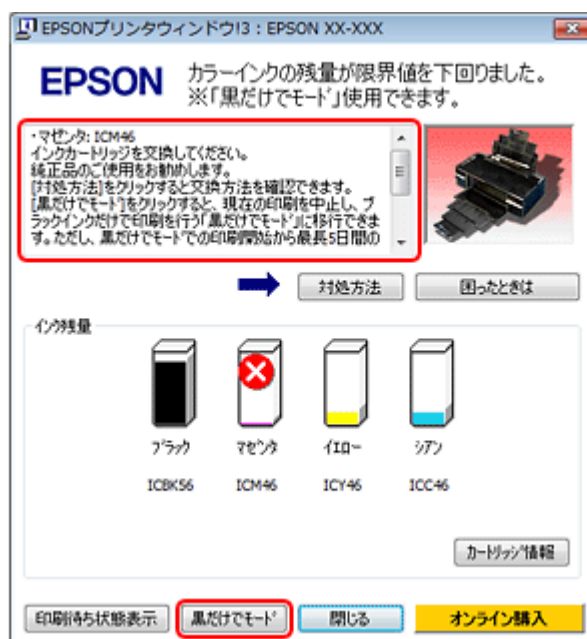 EPSONプリンタウィンドウ!3 : EPSON XX-XXX
EPSON
カラーインクの残量が限界値を下回りました。
※「黒だけでモード」使用できます。
・マゼンタ: ICM46
インクカートリッジを交換してください。
純正品のご使用をお勧めします。
[対処方法]をクリックすると交換方法を確認できます。
[黒だけでモード]をクリックすると、現在の印刷を中止し、ブ
ラックインクだけで印刷を行う「黒だけでモード」に移行できま
す。ただし、黒だけでモードでの印刷開始から最長5日間の
対処方法
困ったときは
インク残量
ブラック
マゼンタ
イエロー
シアン
ICBK56
ICM46
ICY46
ICC46
カートリッジ情報
印刷待ち状態表示
黒だけでモード
閉じる
オンライン購入